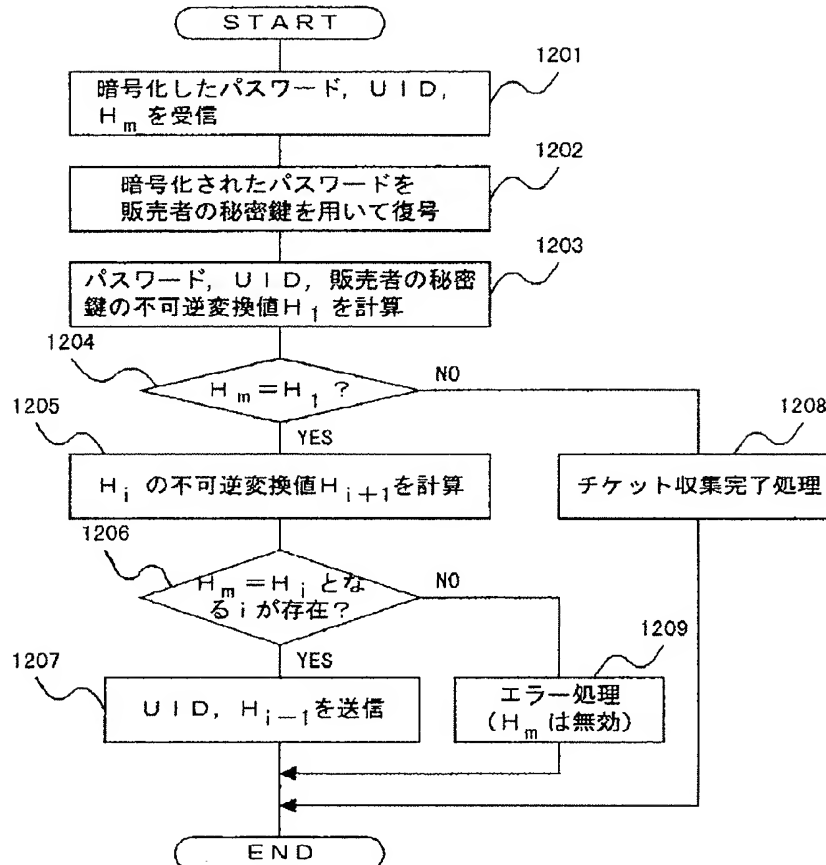 START
1201
暗号化したパスワード, UID,
Hmを受信
1202
暗号化されたパスワードを
販売者の秘密鍵を用いて復号
1203
パスワード, UID, 販売者の秘密
鍵の不可逆変換値H1を計算
1204
Hm=H1?
NO
YES
1205
Hiの不可逆変換値Hi+1を計算
1208
チケット収集完了処理
1206
Hm=Hiとな
るiが存在?
NO
YES
1207
UID, Hi-1を送信
1209
エラー処理
(Hmは無効)
END